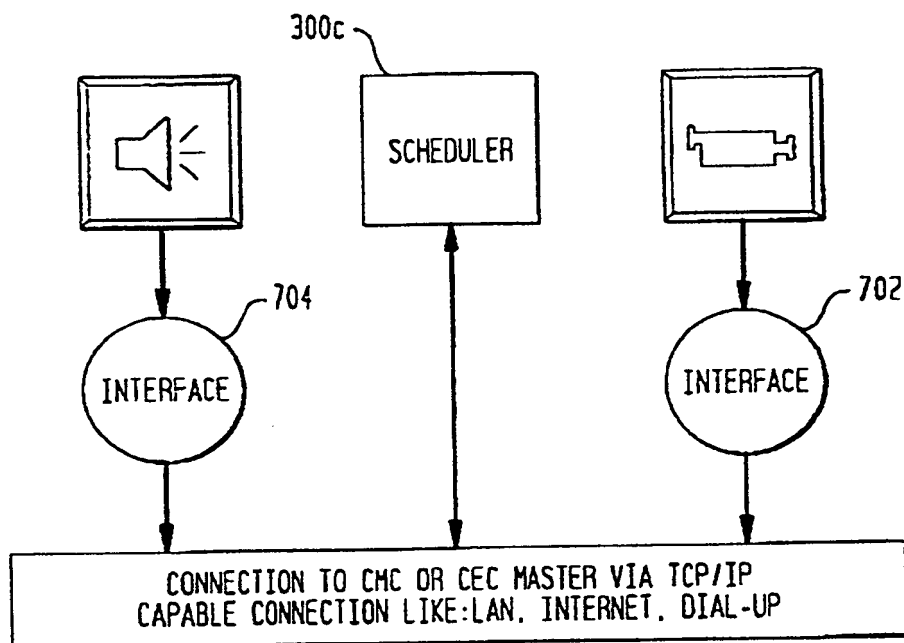 300c
SCHEDULER
704
INTERFACE
702
INTERFACE
CONNECTION TO CMC OR CEC MASTER VIA TCP/IP
CAPABLE CONNECTION LIKE:LAN, INTERNET, DIAL-UP